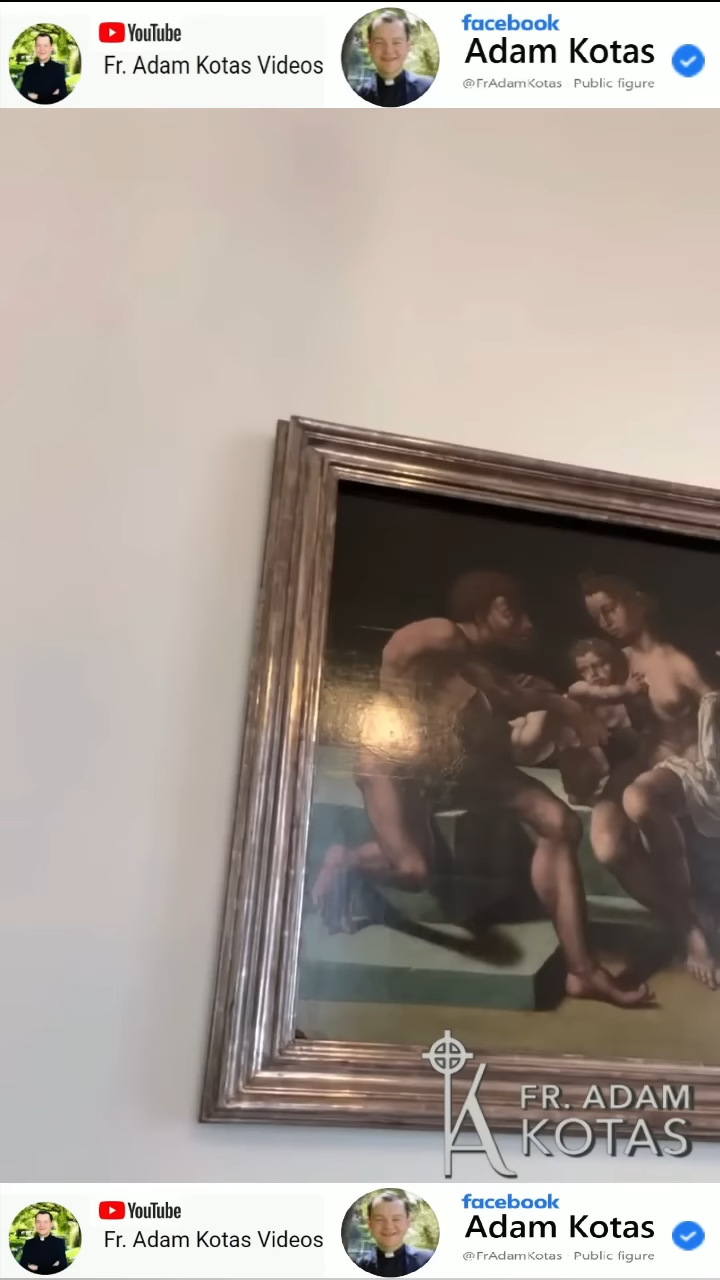 YouTube
Fr. Adam Kotas Videos
facebook
Adam Kotas
@FrAdamKotas Public figure
FR. ADAM
KOTAS
YouTube
Fr. Adam Kotas Videos
facebook
Adam Kotas
@FrAdamKotas Public figure